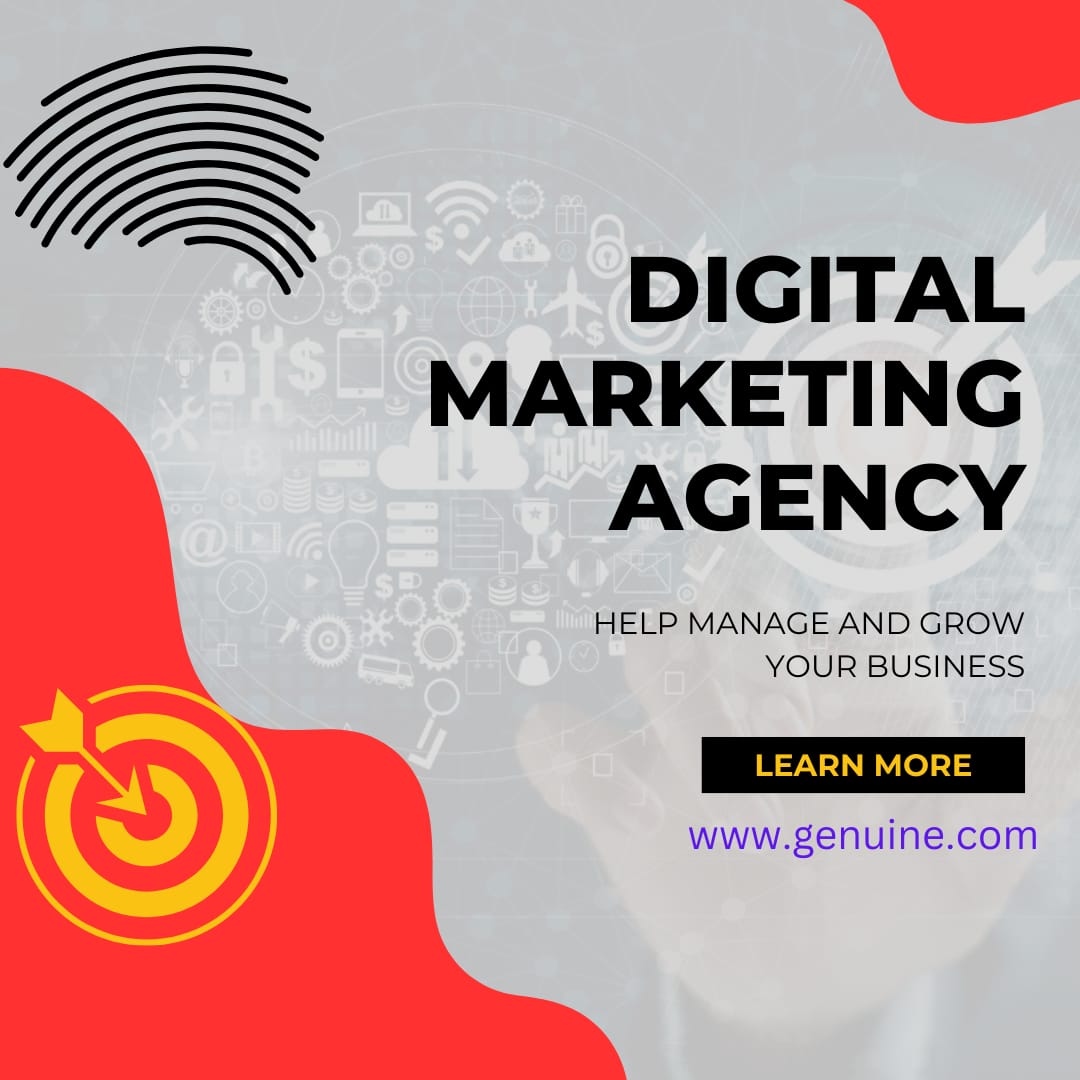 DIGITAL
MARKETING
AGENCY
HELP MANAGE AND GROW
YOUR BUSINESS
LEARN MORE
www.genuine.com